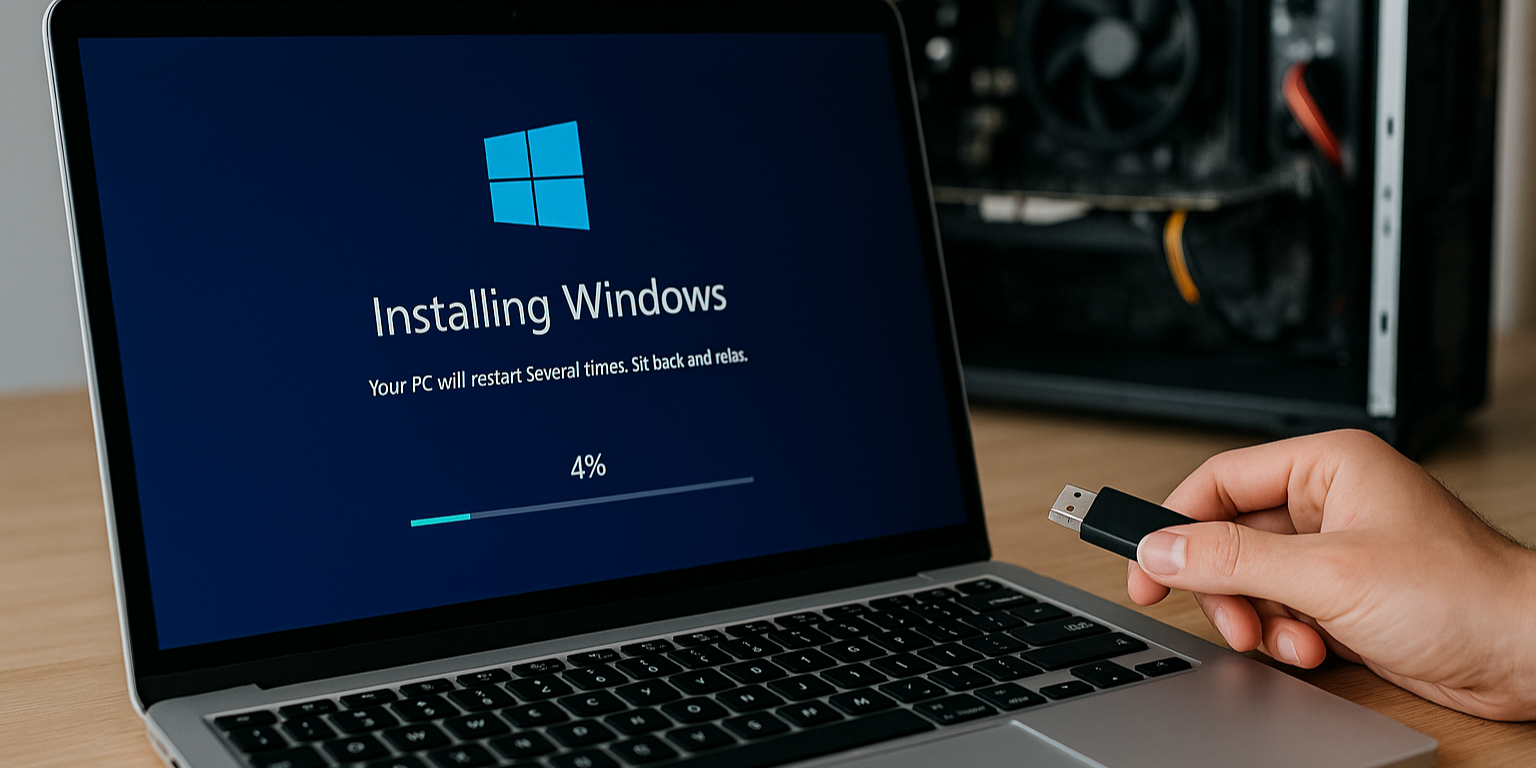 Installing Windows
Your PC will restart Several times. Sit back and relas.
4%